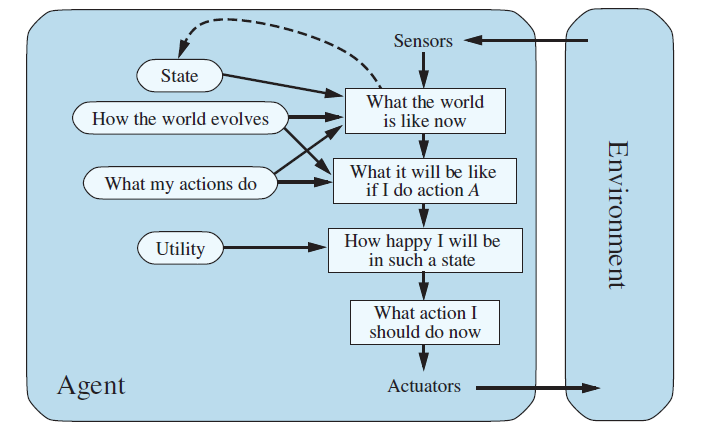 Sensors
State
What the world
is like now
How the world evolves
What my actions do
What it will be like
if I do action A
Utility
How happy I will be
in such a state
What action I
should do now
Agent
Actuators
Environment